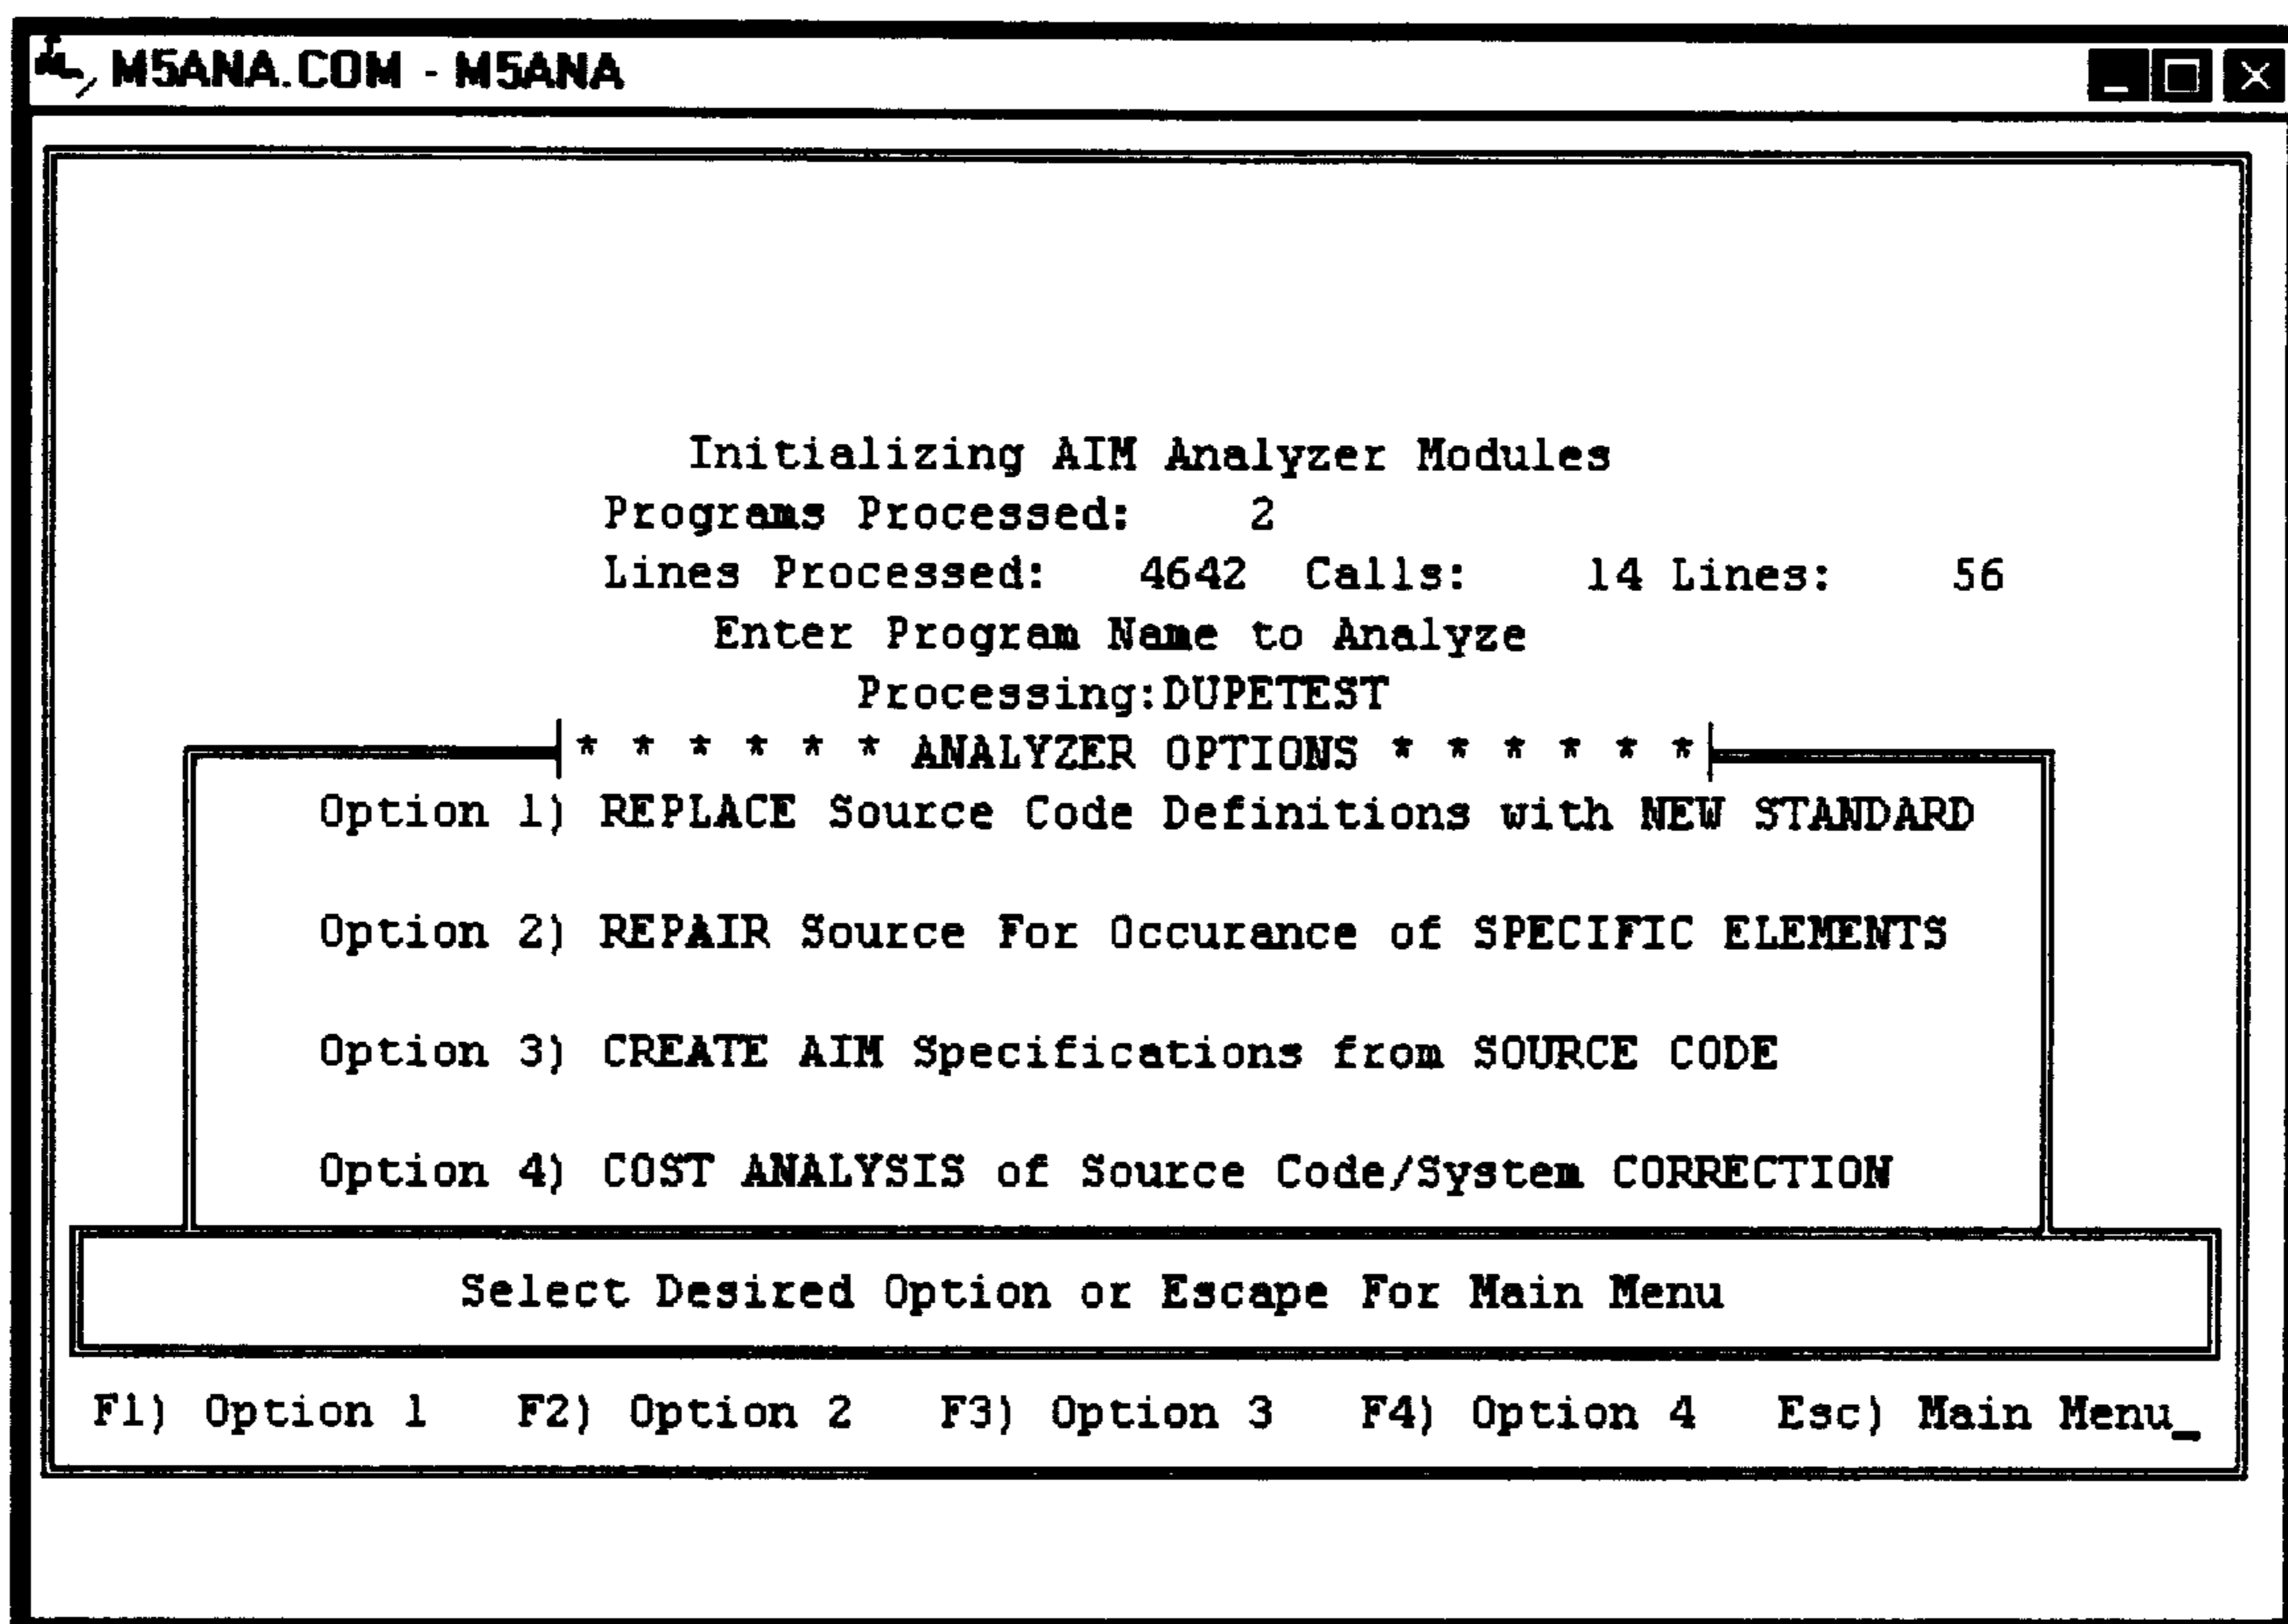 M5ANA.COM - M5ANA
Initializing AIM Analyzer Modules
Programs Processed: 2
Lines Processed: 4642 Calls: 14 Lines: 56
Enter Program Name to Analyze
Processing:DUPETEST
* * * * * * ANALYZER OPTIONS * * * * * *
Option 1) REPLACE Source Code Definitions with NEW STANDARD
Option 2) REPAIR Source For Occurance of SPECIFIC ELEMENTS
Option 3) CREATE AIM Specifications from SOURCE CODE
Option 4) COST ANALYSIS of Source Code/System CORRECTION
Select Desired Option or Escape For Main Menu
F1) Option 1 F2) Option 2 F3) Option 3 F4) Option 4 Esc) Main Menu_